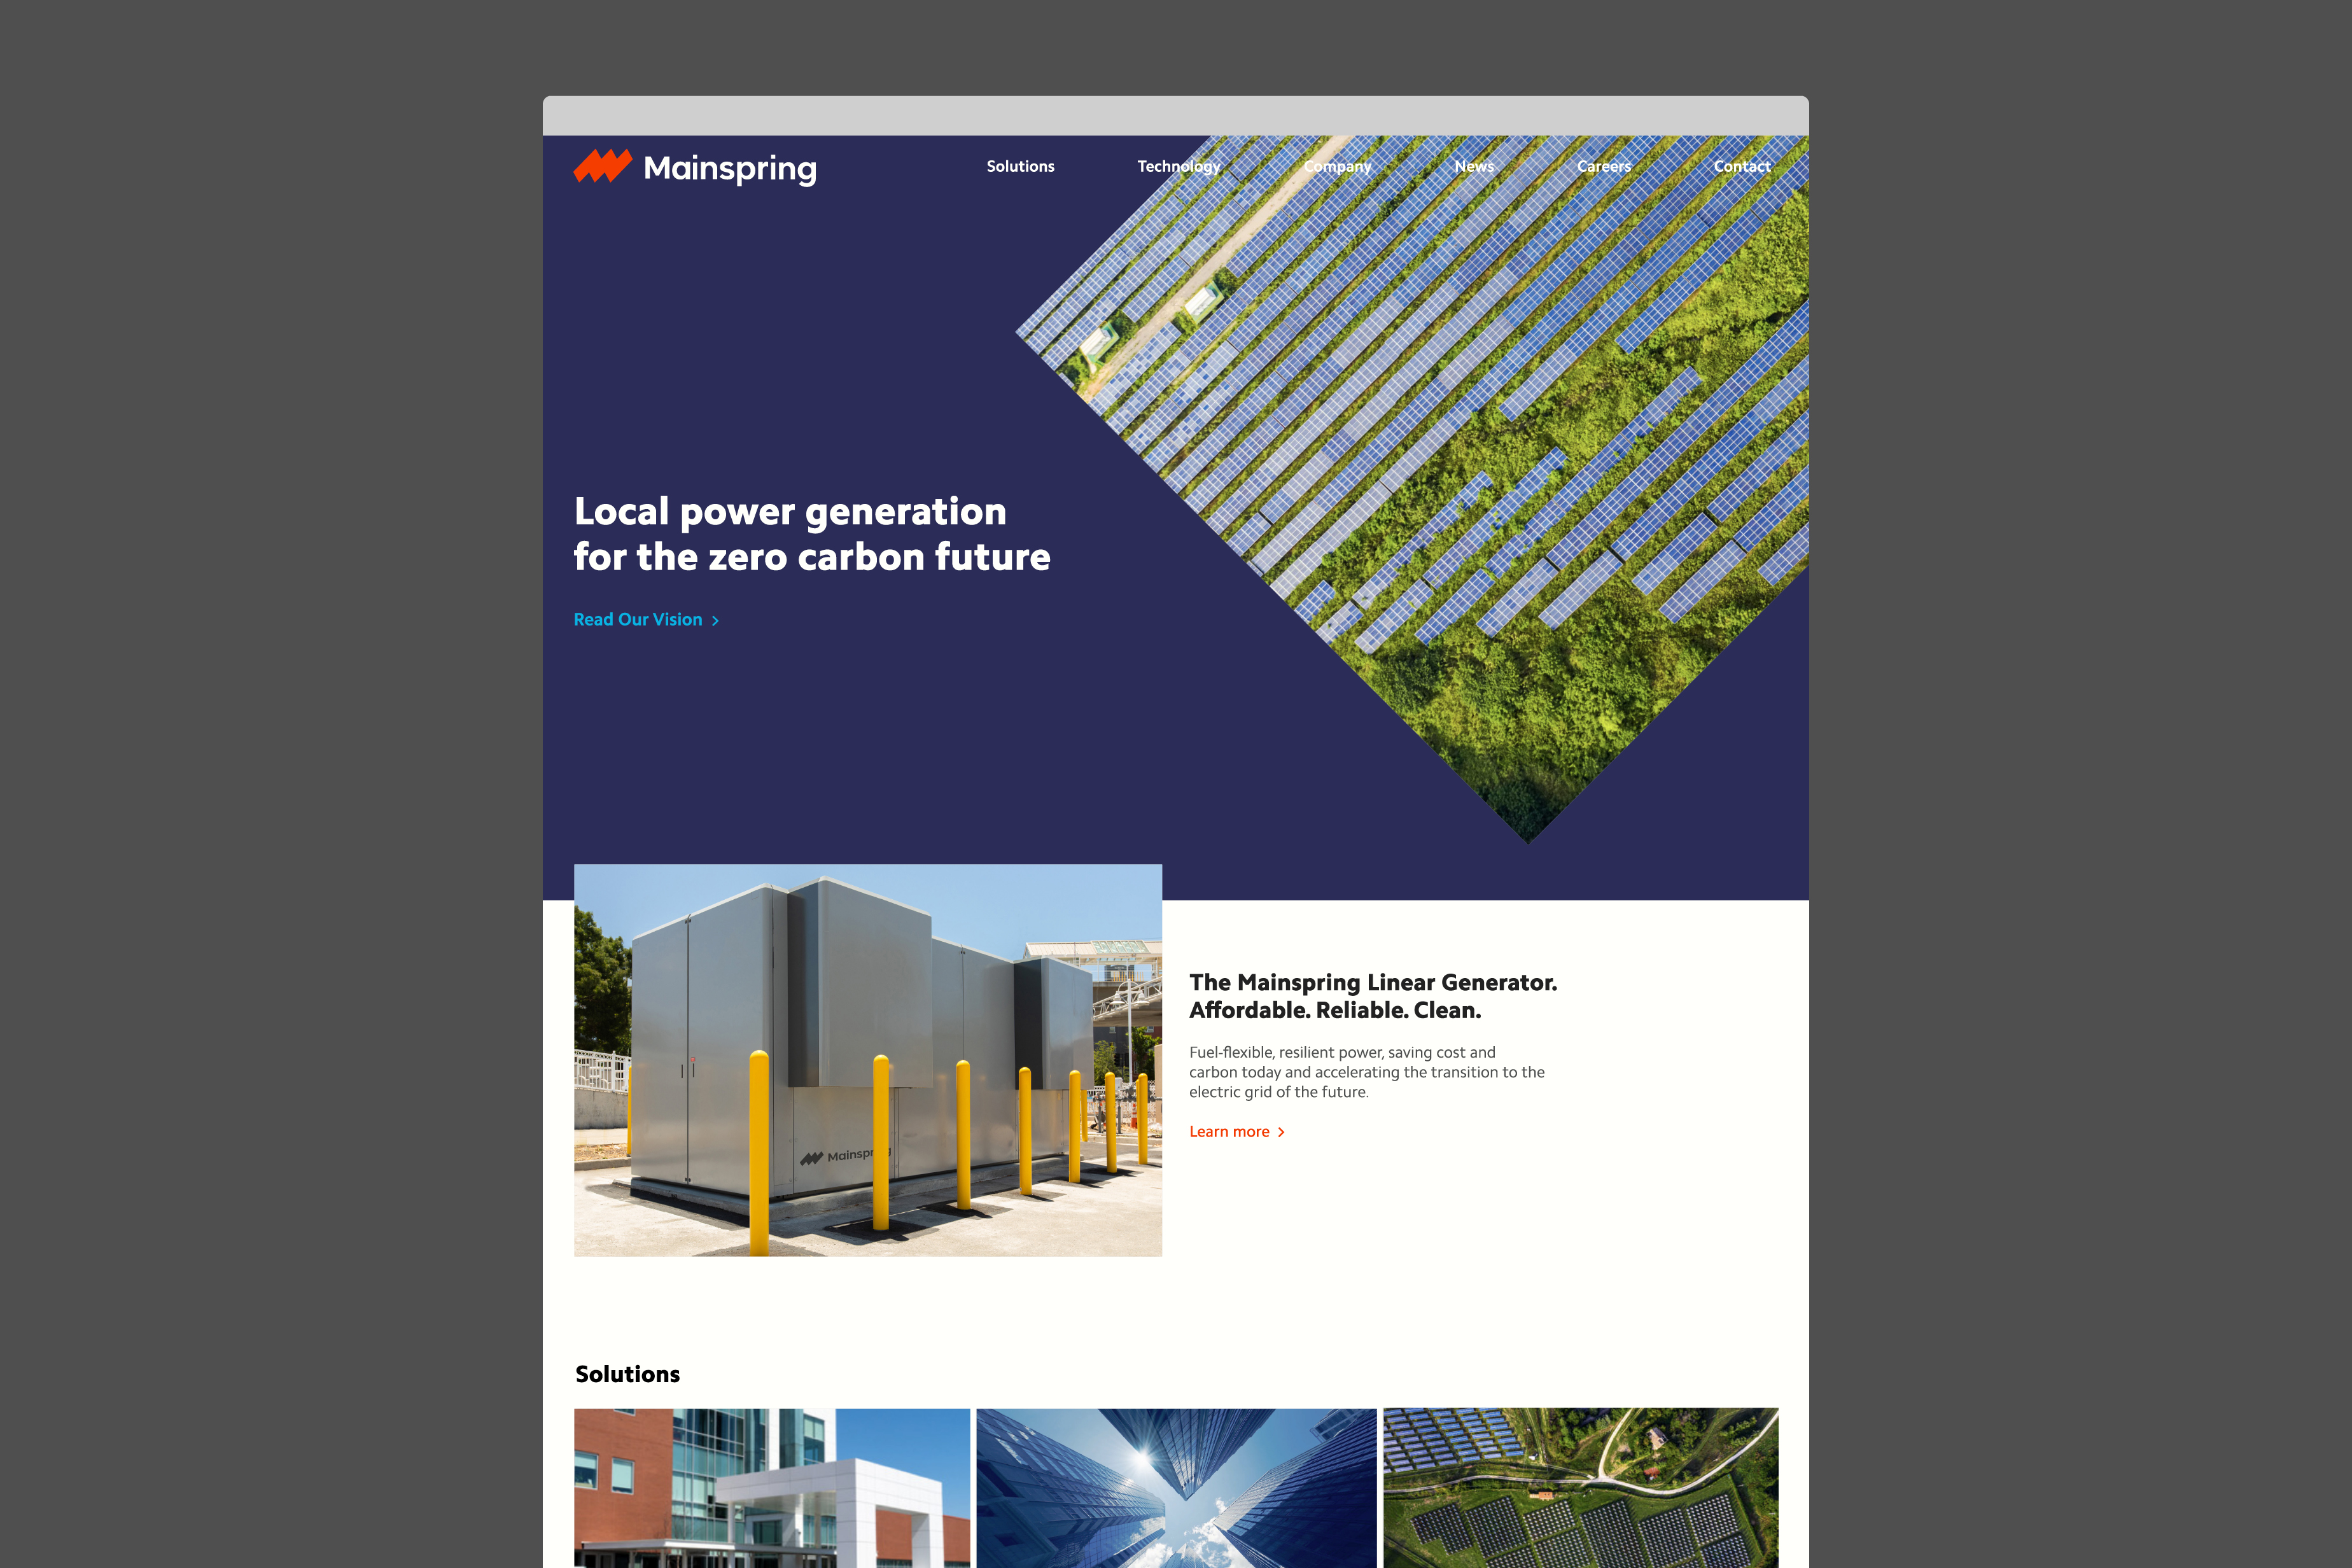 Mainspring
Solutions
Technology
Company
News
Careers
Contact
Local power generation
for the zero carbon future
Read Our Vision >
The Mainspring Linear Generator.
Affordable. Reliable. Clean.
Fuel-flexible, resilient power, saving cost and
carbon today and accelerating the transition to the
electric grid of the future.
Learn more >
Mainspring
Solutions